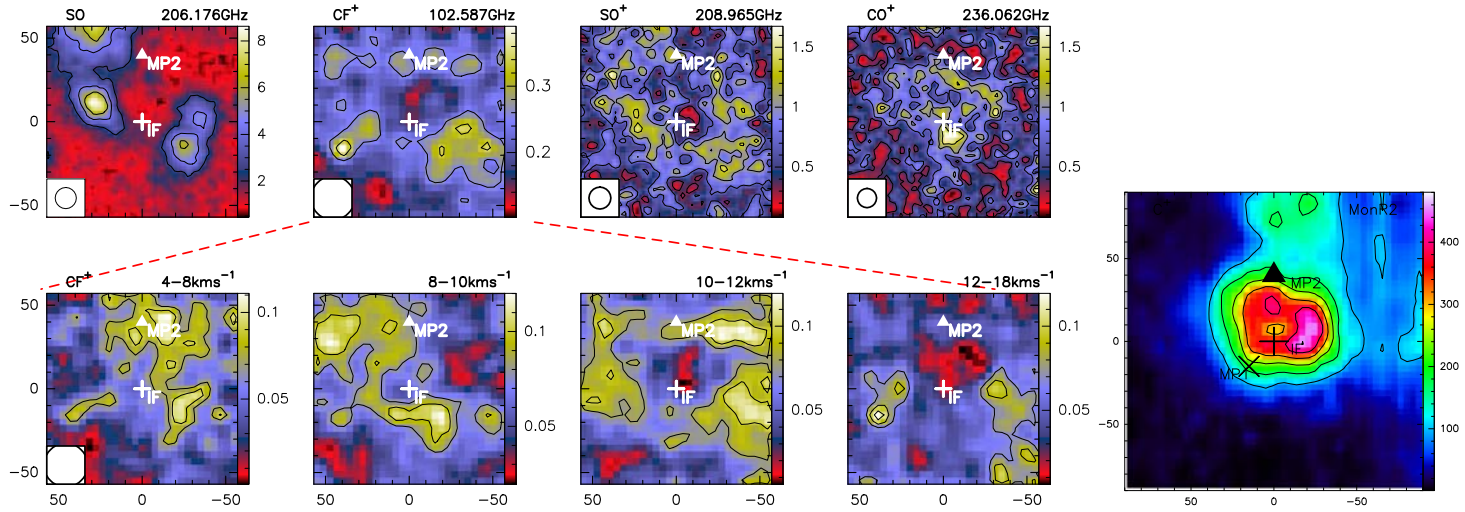 SO 206.176GHz
CF+ 102.587GHz
SO+ 208.965GHz
CO+ 236.062GHz
50
0
−50
MP2
IF
8
6
4
2
MP2
IF
0.3
0.2
MP2
IF
1.5
1
0.5
MP2
IF
1.5
1
0.5
CF+ 4−8kms−1
8−10kms−1
10−12kms−1
12−18kms−1
50
0
−50
MP2
IF
0.1
0.05
MP2
IF
0.1
0.05
MP2
IF
0.1
0.05
MP2
IF
0.1
0.05
50 0 −50
50 0 −50
50 0 −50
50 0 −50
MonR2
50
0
−50
MP2
IF
MP1
400
300
200
100
50 0 −50